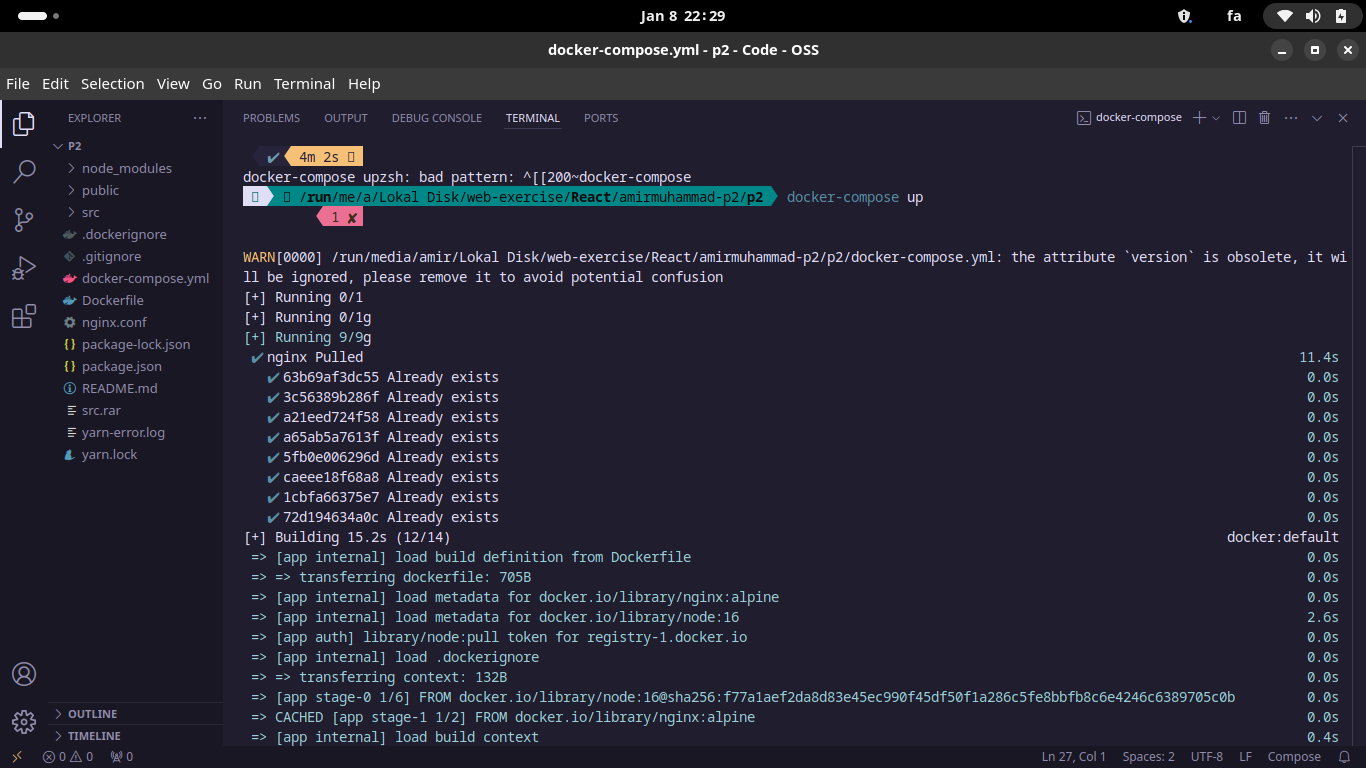 Jan 8 22:29
fa
docker-compose.yml - p2 - Code - OSS
File Edit Selection View Go Run Terminal Help
EXPLORER
P2
node_modules
public
src
.dockerignore
.gitignore
docker-compose.yml
Dockerfile
nginx.conf
package-lock.json
package.json
README.md
src.rar
yarn-error.log
yarn.lock
OUTLINE
TIMELINE
PROBLEMS OUTPUT DEBUG CONSOLE TERMINAL PORTS
docker-compose
✔ 4m 2s
docker-compose upzsh: bad pattern: ^[[200~docker-compose
/run/me/a/Lokal Disk/web-exercise/React/amirmuhammad-p2/p2 docker-compose up
1 ✘
WARN[0000] /run/media/amir/Lokal Disk/web-exercise/React/amirmuhammad-p2/p2/docker-compose.yml: the attribute `version` is obsolete, it wi
ll be ignored, please remove it to avoid potential confusion
[+] Running 0/1
[+] Running 0/1g
[+] Running 9/9g
✔ nginx Pulled 11.4s
✔ 63b69af3dc55 Already exists 0.0s
✔ 3c56389b286f Already exists 0.0s
✔ a21eed724f58 Already exists 0.0s
✔ a65ab5a7613f Already exists 0.0s
✔ 5fb0e006296d Already exists 0.0s
✔ caeee18f68a8 Already exists 0.0s
✔ 1cbfa66375e7 Already exists 0.0s
✔ 72d194634a0c Already exists 0.0s
[+] Building 15.2s (12/14) docker:default
=> [app internal] load build definition from Dockerfile 0.0s
=> => transferring dockerfile: 705B 0.0s
=> [app internal] load metadata for docker.io/library/nginx:alpine 0.0s
=> [app internal] load metadata for docker.io/library/node:16 2.6s
=> [app auth] library/node:pull token for registry-1.docker.io 0.0s
=> [app internal] load .dockerignore 0.0s
=> => transferring context: 132B 0.0s
=> [app stage-0 1/6] FROM docker.io/library/node:16@sha256:f77a1aef2da8d83e45ec990f45df50f1a286c5fe8bbfb8c6e4246c6389705c0b 0.0s
=> CACHED [app stage-1 1/2] FROM docker.io/library/nginx:alpine 0.0s
=> [app internal] load build context 0.4s
0 0 0
Ln 27, Col 1 Spaces: 2 UTF-8 LF Compose